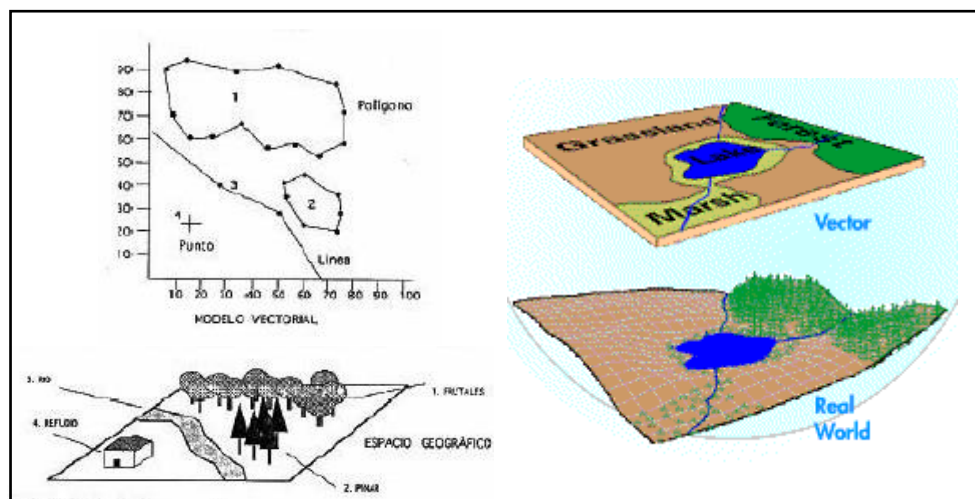 90
80
70
60
50
40
30
20
10
1
Polígono
3
2
4
Punto
Línea
10 20 30 40 50 60 70 80 90 100
MODELO VECTORIAL
3. RIO
1. FRUTALES
4. REFUGIO
ESPACIO GEOGRÁFICO
2. PINAR
Grassland
Forest
Lake
Marsh
Vector
Real
World